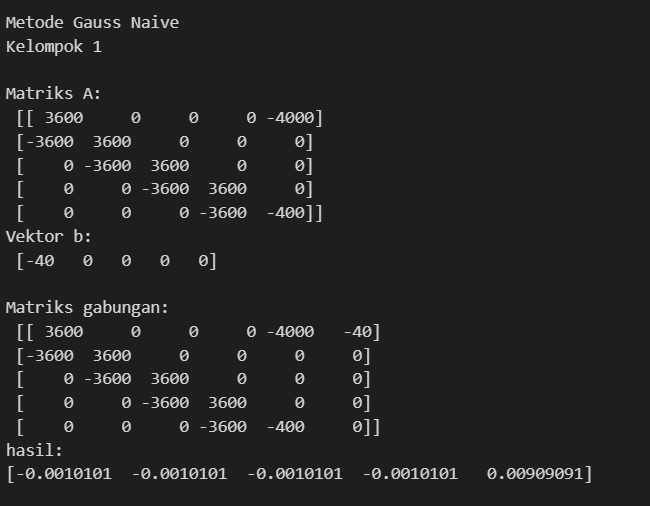 Metode Gauss Naive
Kelompok 1
Matriks A:
[[ 3600     0     0     0 -4000]
[-3600  3600     0     0     0]
[    0 -3600  3600     0     0]
[    0     0 -3600  3600     0]
[    0     0     0 -3600  -400]]
Vektor b:
[-40   0   0   0   0]
Matriks gabungan:
[[ 3600     0     0     0 -4000   -40]
[-3600  3600     0     0     0     0]
[    0 -3600  3600     0     0     0]
[    0     0 -3600  3600     0     0]
[    0     0     0 -3600  -400     0]]
hasil:
[-0.0010101  -0.0010101  -0.0010101  -0.0010101   0.00909091]